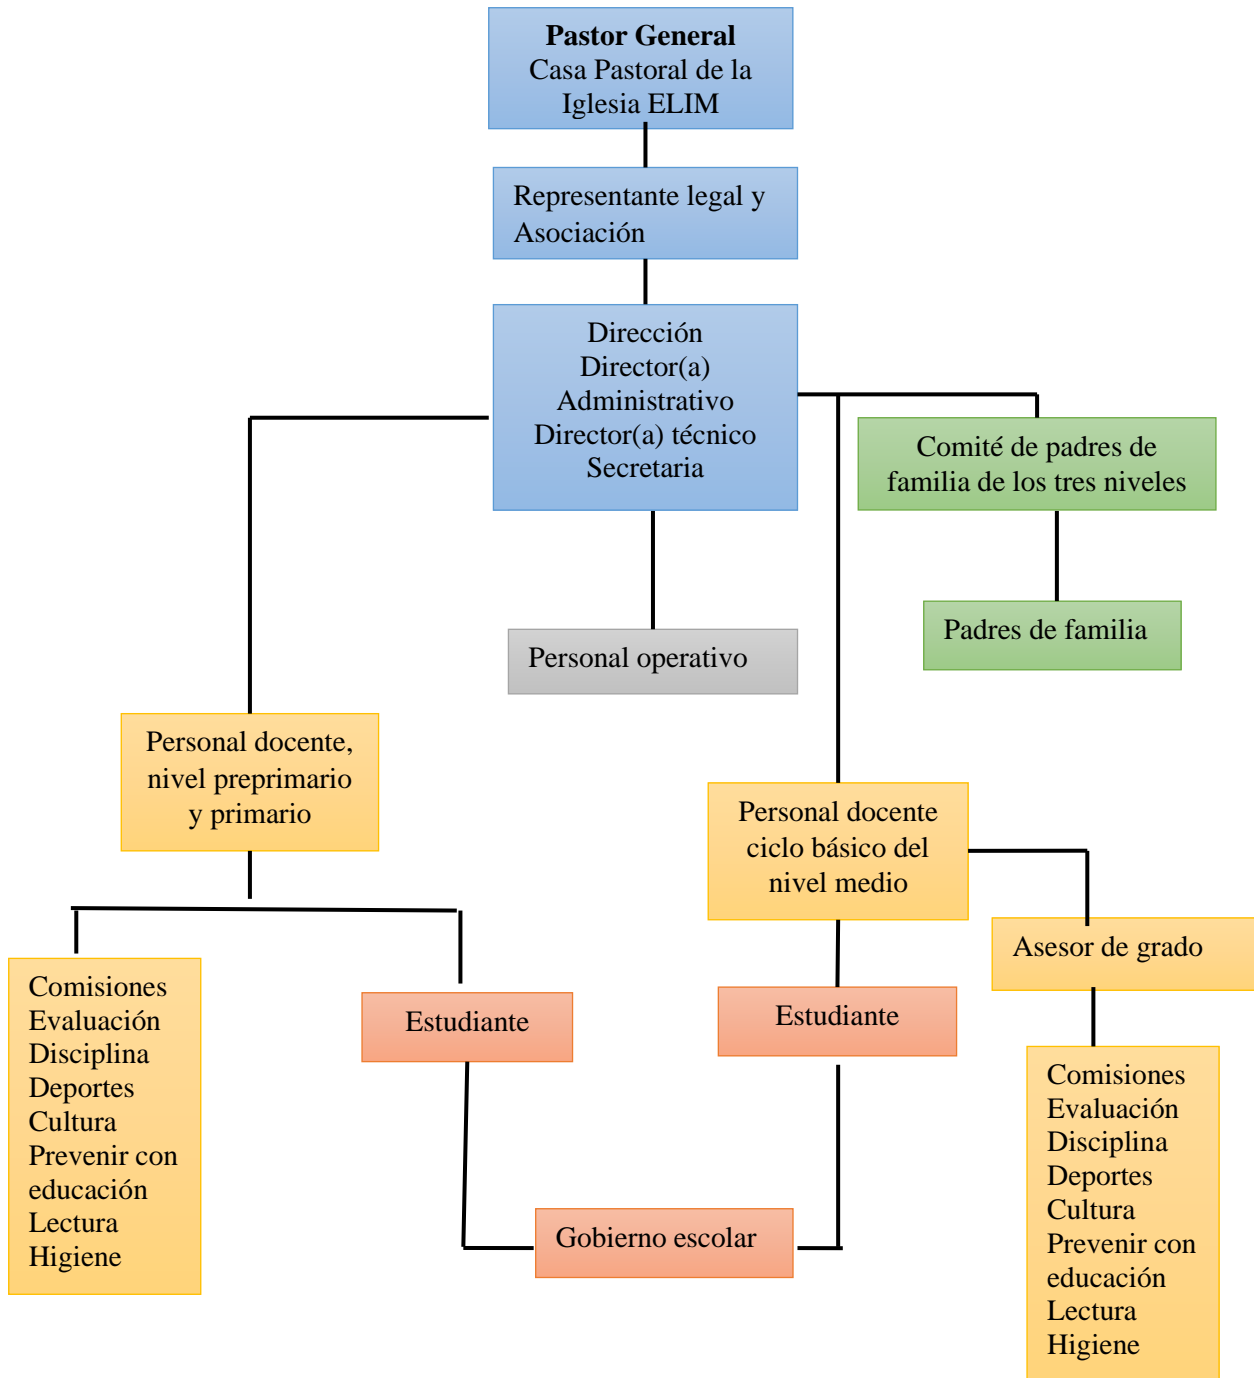 Pastor General
Casa Pastoral de la
Iglesia ELIM
Representante legal y
Asociación
Dirección
Director(a)
Administrativo
Director(a) técnico
Secretaria
Comité de padres de
familia de los tres niveles
Padres de familia
Personal operativo
Personal docente,
nivel preprimario
y primario
Personal docente
ciclo básico del
nivel medio
Asesor de grado
Comisiones
Evaluación
Disciplina
Deportes
Cultura
Prevenir con
educación
Lectura
Higiene
Estudiante
Estudiante
Comisiones
Evaluación
Disciplina
Deportes
Cultura
Prevenir con
educación
Lectura
Higiene
Gobierno escolar